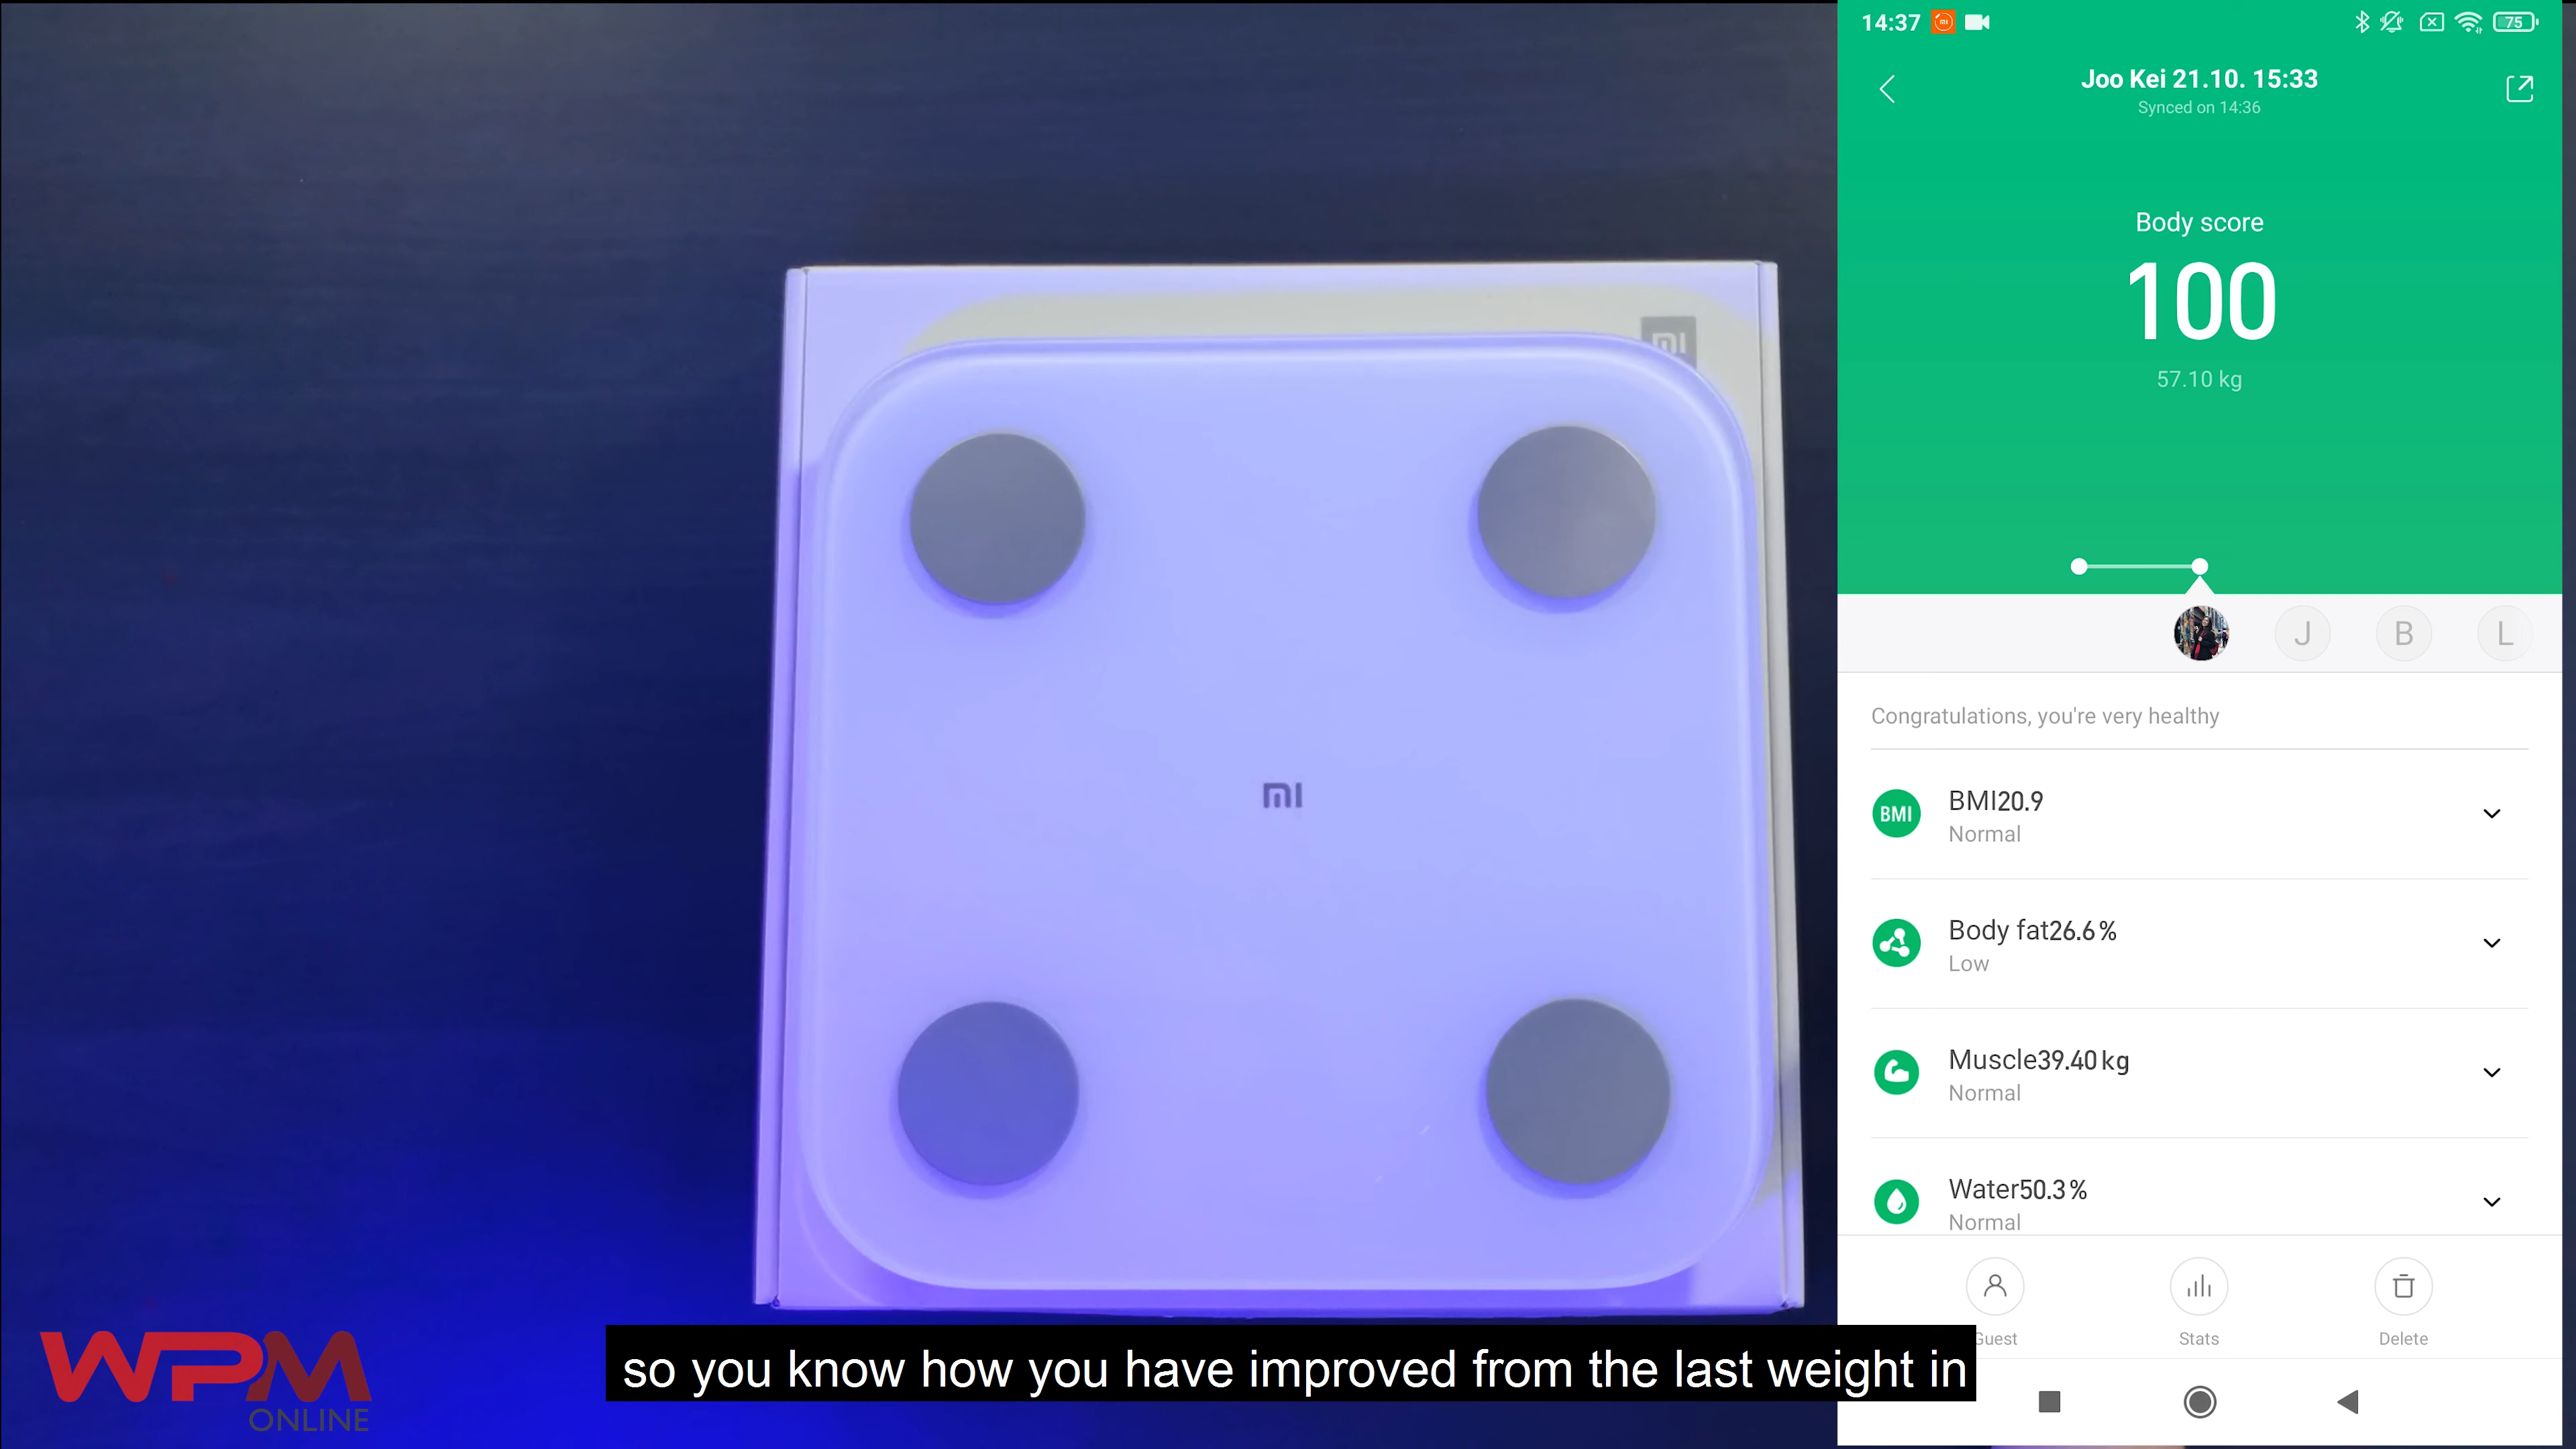 mi
mi
WPM
ONLINE
so you know how you have improved from the last weight in
14:37
75
Joo Kei 21.10. 15:33
Synced on 14:36
Body score
100
57.10 kg
J
B
L
Congratulations, you're very healthy
BMI
BMI20.9
Normal
Body fat26.6%
Low
Muscle39.40kg
Normal
Water50.3%
Normal
Guest
Stats
Delete